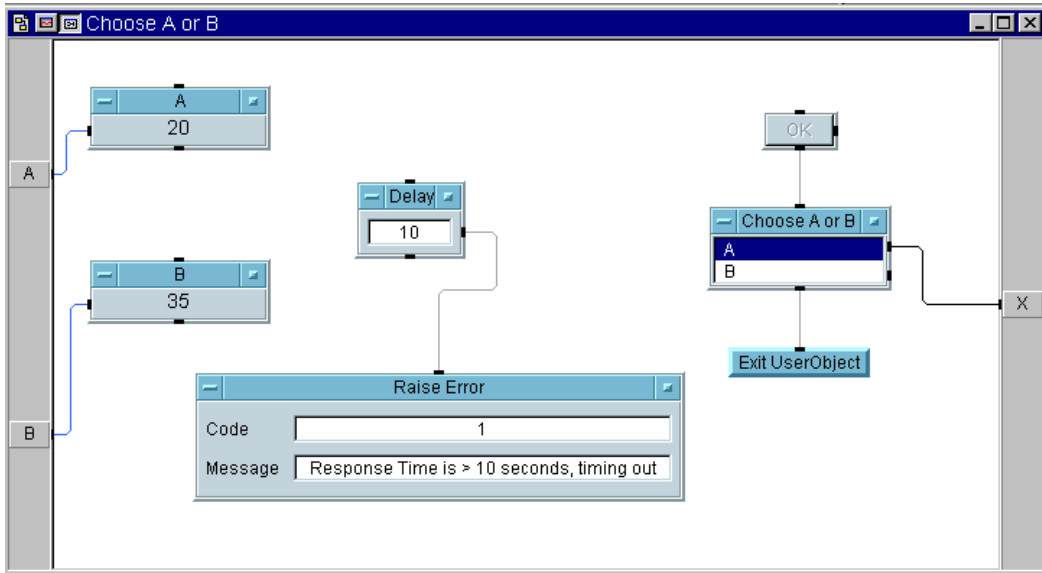 Choose A or B
A
20
A
OK
Delay
10
Choose A or B
A
B
B
35
X
Exit UserObject
Raise Error
Code 1
B
Message Response Time is > 10 seconds, timing out